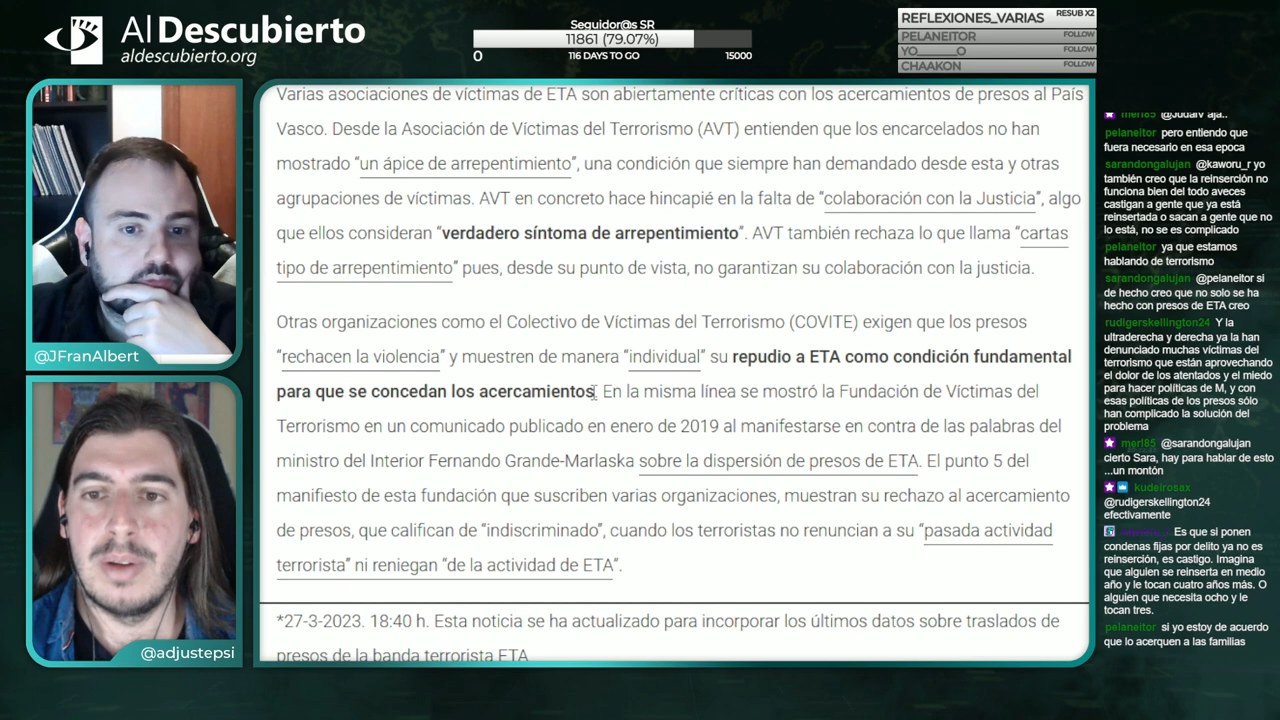 Al Descubierto
aldescubierto.org
Seguidor@s SR
11861 (79.07%)
0
116 DAYS TO GO
15000
REFLEXIONES_VARIAS RESUB X2
PELANEITOR FOLLOW
YO_____O FOLLOW
CHAAKON FOLLOW
@JFranAlbert
@adjustepsi
Varias asociaciones de víctimas de ETA son abiertamente críticas con los acercamientos de presos al País
Vasco. Desde la Asociación de Víctimas del Terrorismo (AVT) entienden que los encarcelados no han
mostrado “un ápice de arrepentimiento”, una condición que siempre han demandado desde esta y otras
agrupaciones de víctimas. AVT en concreto hace hincapié en la falta de “colaboración con la Justicia”, algo
que ellos consideran “verdadero síntoma de arrepentimiento”. AVT también rechaza lo que llama “cartas
tipo de arrepentimiento” pues, desde su punto de vista, no garantizan su colaboración con la justicia.
Otras organizaciones como el Colectivo de Víctimas del Terrorismo (COVITE) exigen que los presos
“rechacen la violencia” y muestren de manera “individual” su repudio a ETA como condición fundamental
para que se concedan los acercamientos. En la misma línea se mostró la Fundación de Víctimas del
Terrorismo en un comunicado publicado en enero de 2019 al manifestarse en contra de las palabras del
ministro del Interior Fernando Grande-Marlaska sobre la dispersión de presos de ETA. El punto 5 del
manifiesto de esta fundación que suscriben varias organizaciones, muestran su rechazo al acercamiento
de presos, que califican de “indiscriminado”, cuando los terroristas no renuncian a su “pasada actividad
terrorista” ni reniegan “de la actividad de ETA”.
*27-3-2023. 18:40 h. Esta noticia se ha actualizado para incorporar los últimos datos sobre traslados de
presos de la banda terrorista ETA
merl85 @Judalv aja..
pelaneitor pero entiendo que
fuera necesario en esa epoca
sarandongalujan @kaworu_r yo
también creo que la reinserción no
funciona bien del todo aveces
castigan a gente que ya está
reinsertada o sacan a gente que no
lo está, no se es complicado
pelaneitor ya que estamos
hablando de terrorismo
sarandongalujan @pelaneitor si
de hecho creo que no solo se ha
hecho con presos de ETA creo
rudigerskellington24 Y la
ultraderecha y derecha ya la han
denunciado muchas víctimas del
terrorismo que están aprovechando
el dolor de los atentados y el miedo
para hacer políticas de M, y con
esas políticas de los presos sólo
han complicado la solución del
problema
merl85 @sarandongalujan
cierto Sara, hay para hablar de esto
...un montón
kudeirosax
@rudigerskellington24
efectivamente
Es que si ponen
condenas fijas por delito ya no es
reinserción, es castigo. Imagina
que alguien se reinserta en medio
año y le tocan cuatro años más. O
alguien que necesita ocho y le
tocan tres.
pelaneitor si yo estoy de acuerdo
que lo acerquen a las familias